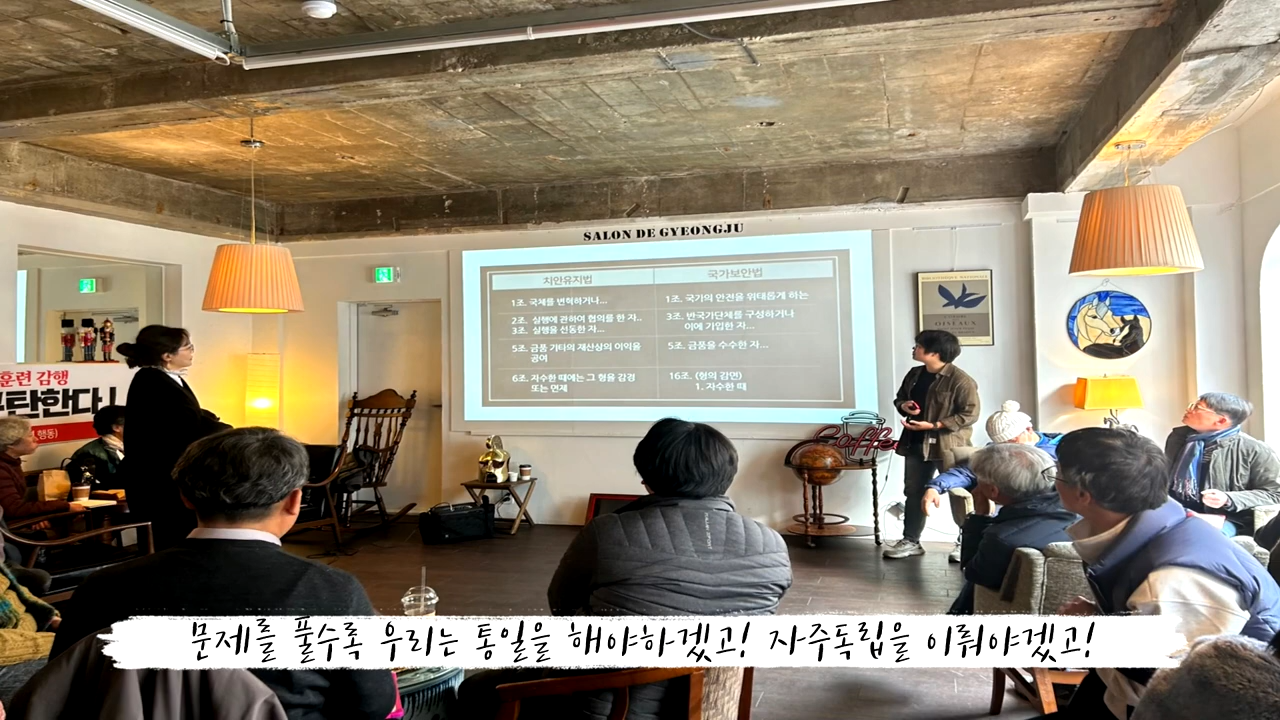 SALON DE GYEONGJU
치안유지법
국가보안법
1조. 국체를 변혁하거나...
1조. 국가의 안전을 위태롭게 하는
2조. 실행에 관하여 협의를 한 자..
3조. 실행을 선동한 자...
3조. 반국가단체를 구성하거나
이에 가입한 자...
5조. 금품 기타의 재산상의 이익을
공여
5조. 금품을 수수한 자...
6조. 자수한 때에는 그 형을 감경
또는 면제
16조. (형의 감면)
1. 자수한 때
OISEAUX
Coffee
훈련 감행
탄한다!
행동)
문제를 풀수록 우리는 통일을 해야하겠고! 자주독립을 이뤄야겠고!